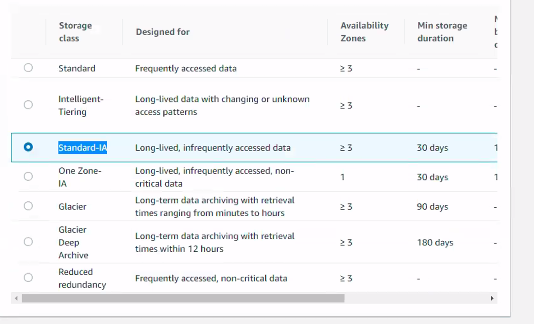 Storage class Designed for Availability Zones Min storage duration
Standard Frequently accessed data ≥ 3 - -
Intelligent-Tiering Long-lived data with changing or unknown access patterns ≥ 3 - -
Standard-IA Long-lived, infrequently accessed data ≥ 3 30 days 1
One Zone-IA Long-lived, infrequently accessed, non-critical data 1 30 days 1
Glacier Long-term data archiving with retrieval times ranging from minutes to hours ≥ 3 90 days -
Glacier Deep Archive Long-term data archiving with retrieval times within 12 hours ≥ 3 180 days -
Reduced redundancy Frequently accessed, non-critical data ≥ 3 - -